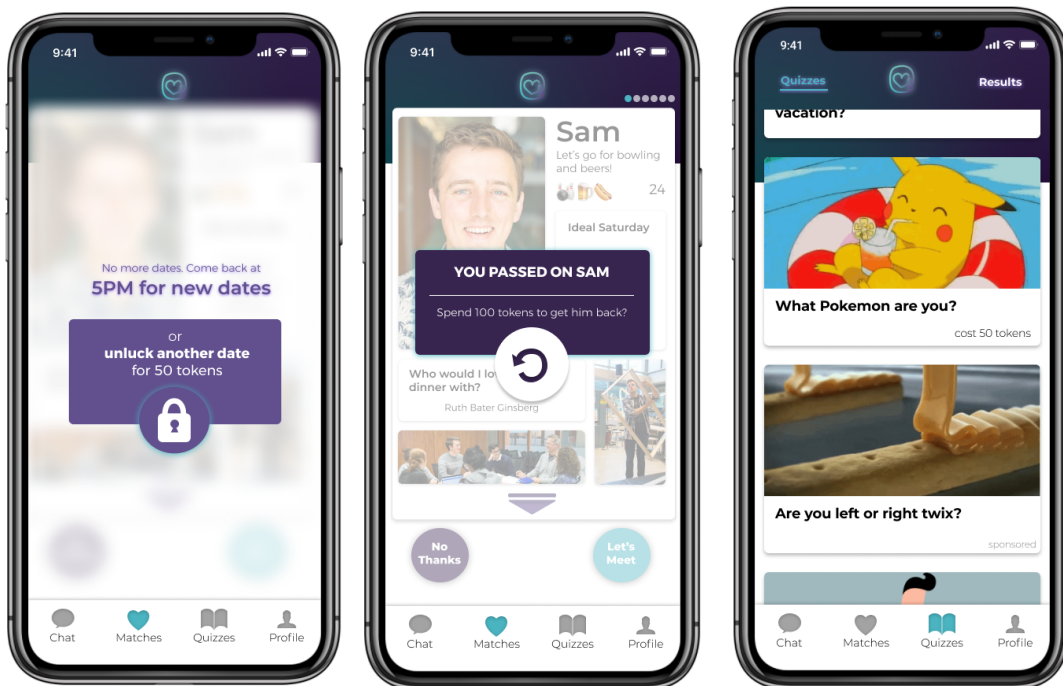 9:41
No more dates. Come back at
5PM for new dates
or
unluck another date
for 50 tokens
Chat
Matches
Quizzes
Profile
9:41
Sam
Let's go for bowling
and beers!
24
Ideal Saturday
YOU PASSED ON SAM
Spend 100 tokens to get him back?
Who would I lo
dinner with?
Ruth Bater Ginsberg
No
Thanks
Let's
Meet
Chat
Matches
Quizzes
Profile
9:41
Quizzes
Results
vacation?
What Pokemon are you?
cost 50 tokens
Are you left or right twix?
sponsored
Chat
Matches
Quizzes
Profile